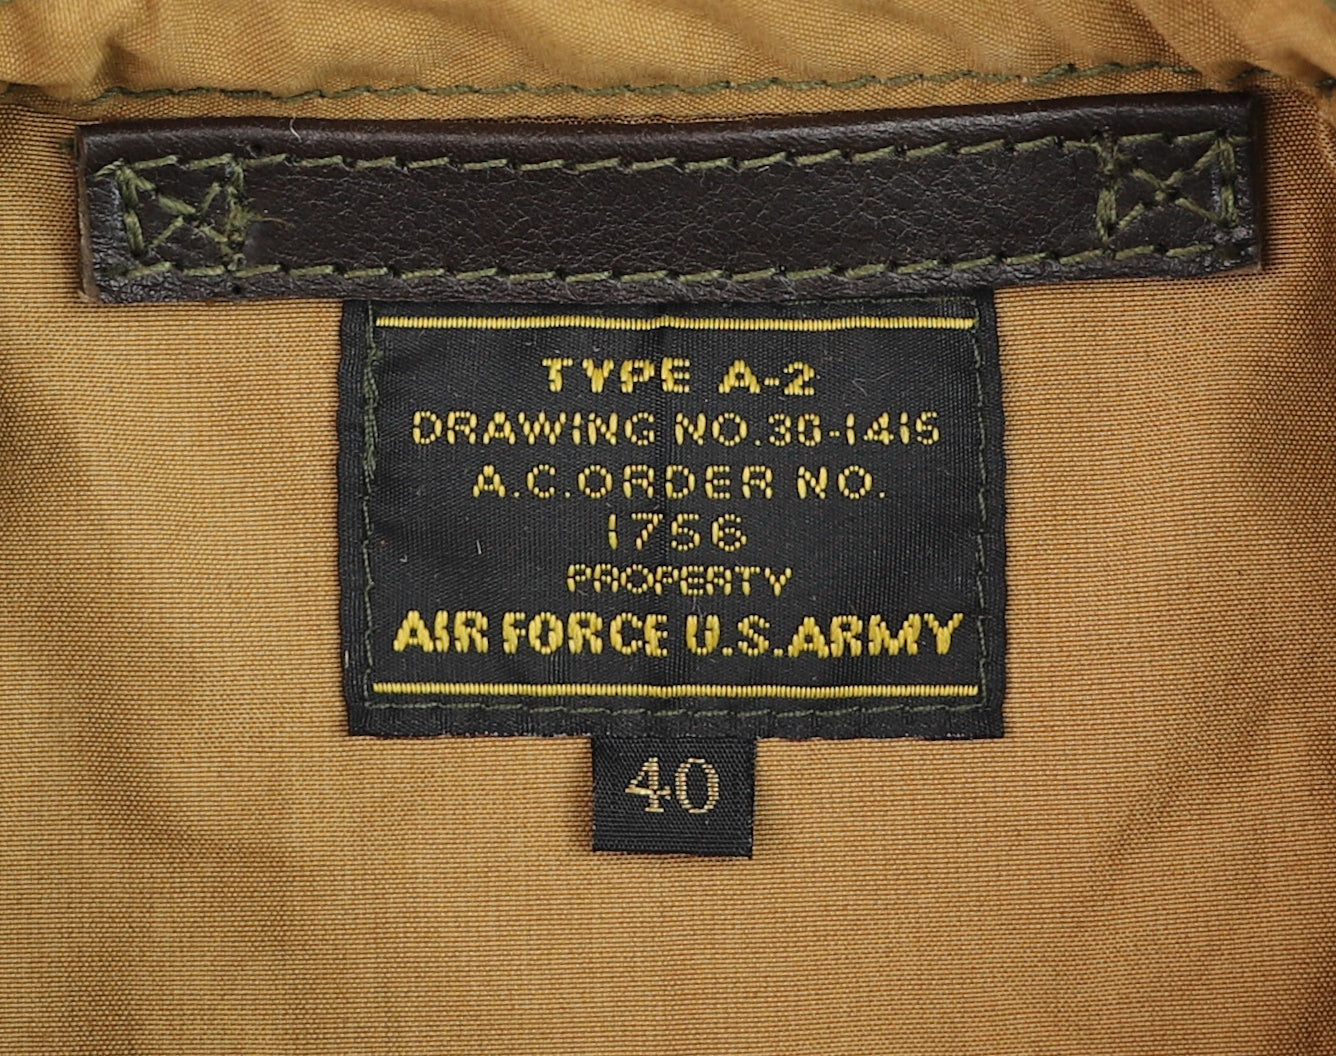 TYPE A-2
DRAWING NO.30-1415
A.C.ORDER NO.
1756
PROPERTY
AIR FORCE U.S.ARMY
40